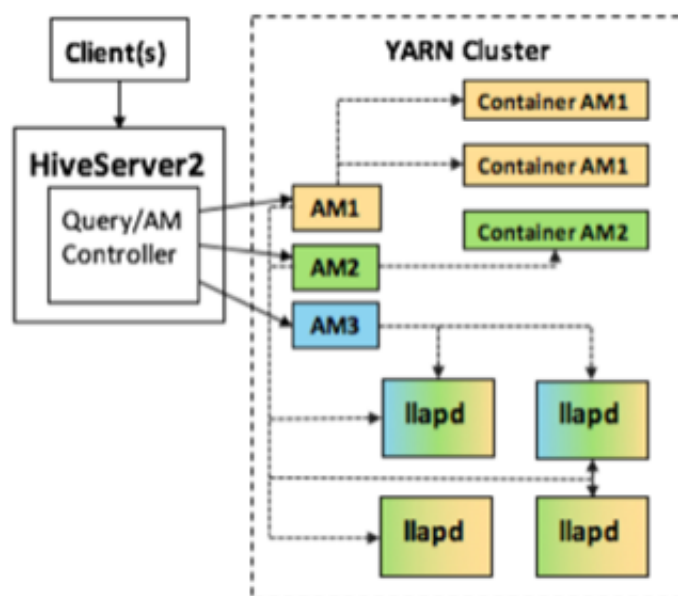 Client(s)
YARN Cluster
HiveServer2
Query/AM
Controller
Container AM1
Container AM1
AM1
Container AM2
AM2
AM3
llapd
llapd
llapd
llapd